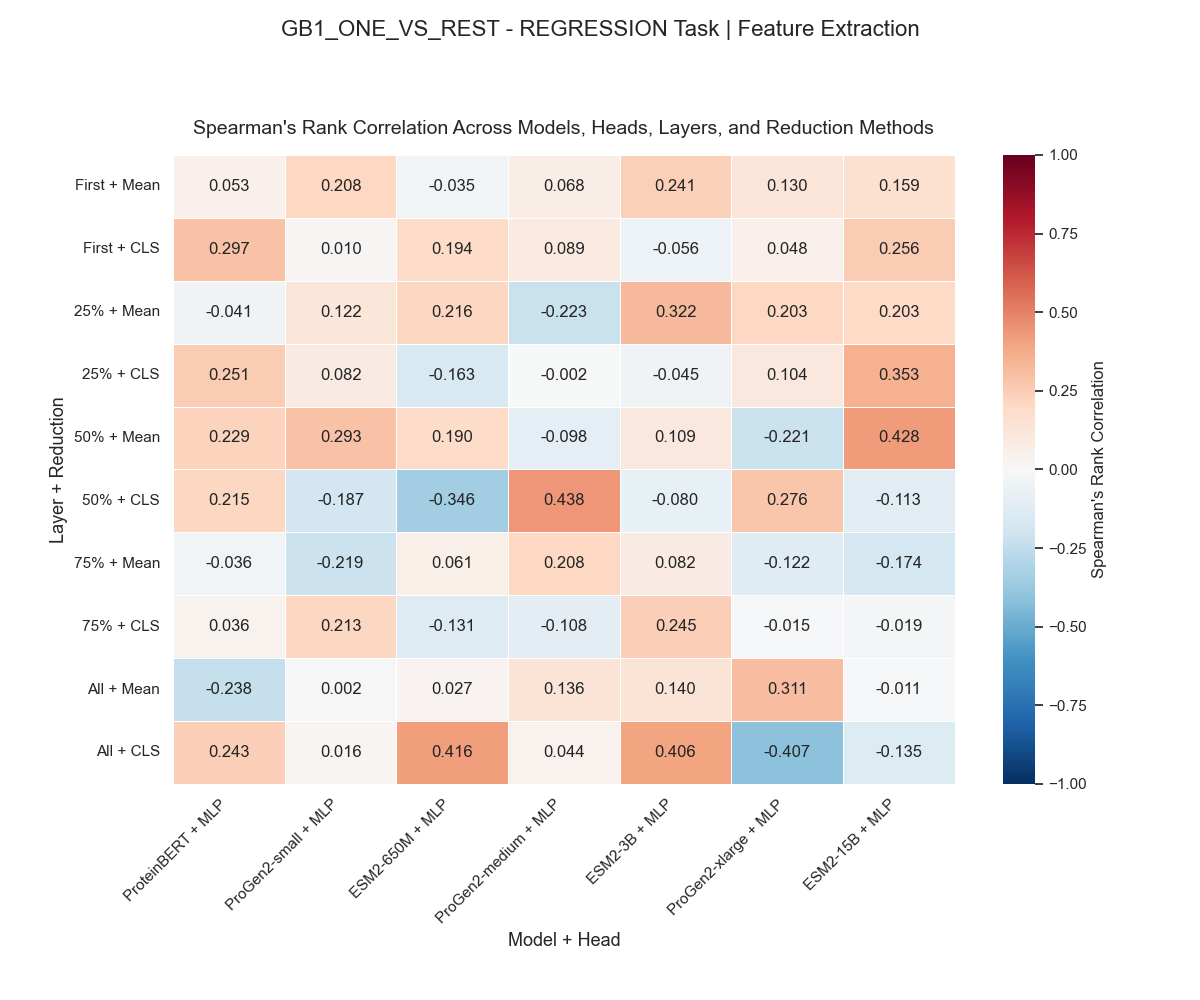 GB1_ONE_VS_REST - REGRESSION Task | Feature Extraction
Spearman's Rank Correlation Across Models, Heads, Layers, and Reduction Methods
Layer + Reduction
First + Mean 0.053 0.208 -0.035 0.068 0.241 0.130 0.159
First + CLS 0.297 0.010 0.194 0.089 -0.056 0.048 0.256
25% + Mean -0.041 0.122 0.216 -0.223 0.322 0.203 0.203
25% + CLS 0.251 0.082 -0.163 -0.002 -0.045 0.104 0.353
50% + Mean 0.229 0.293 0.190 -0.098 0.109 -0.221 0.428
50% + CLS 0.215 -0.187 -0.346 0.438 -0.080 0.276 -0.113
75% + Mean -0.036 -0.219 0.061 0.208 0.082 -0.122 -0.174
75% + CLS 0.036 0.213 -0.131 -0.108 0.245 -0.015 -0.019
All + Mean -0.238 0.002 0.027 0.136 0.140 0.311 -0.011
All + CLS 0.243 0.016 0.416 0.044 0.406 -0.407 -0.135
ProteinBERT + MLP
ProGen2-small + MLP
ESM2-650M + MLP
ProGen2-medium + MLP
ESM2-3B + MLP
ProGen2-xlarge + MLP
ESM2-15B + MLP
Model + Head
1.00
0.75
0.50
0.25
0.00
−0.25
−0.50
−0.75
−1.00
Spearman's Rank Correlation